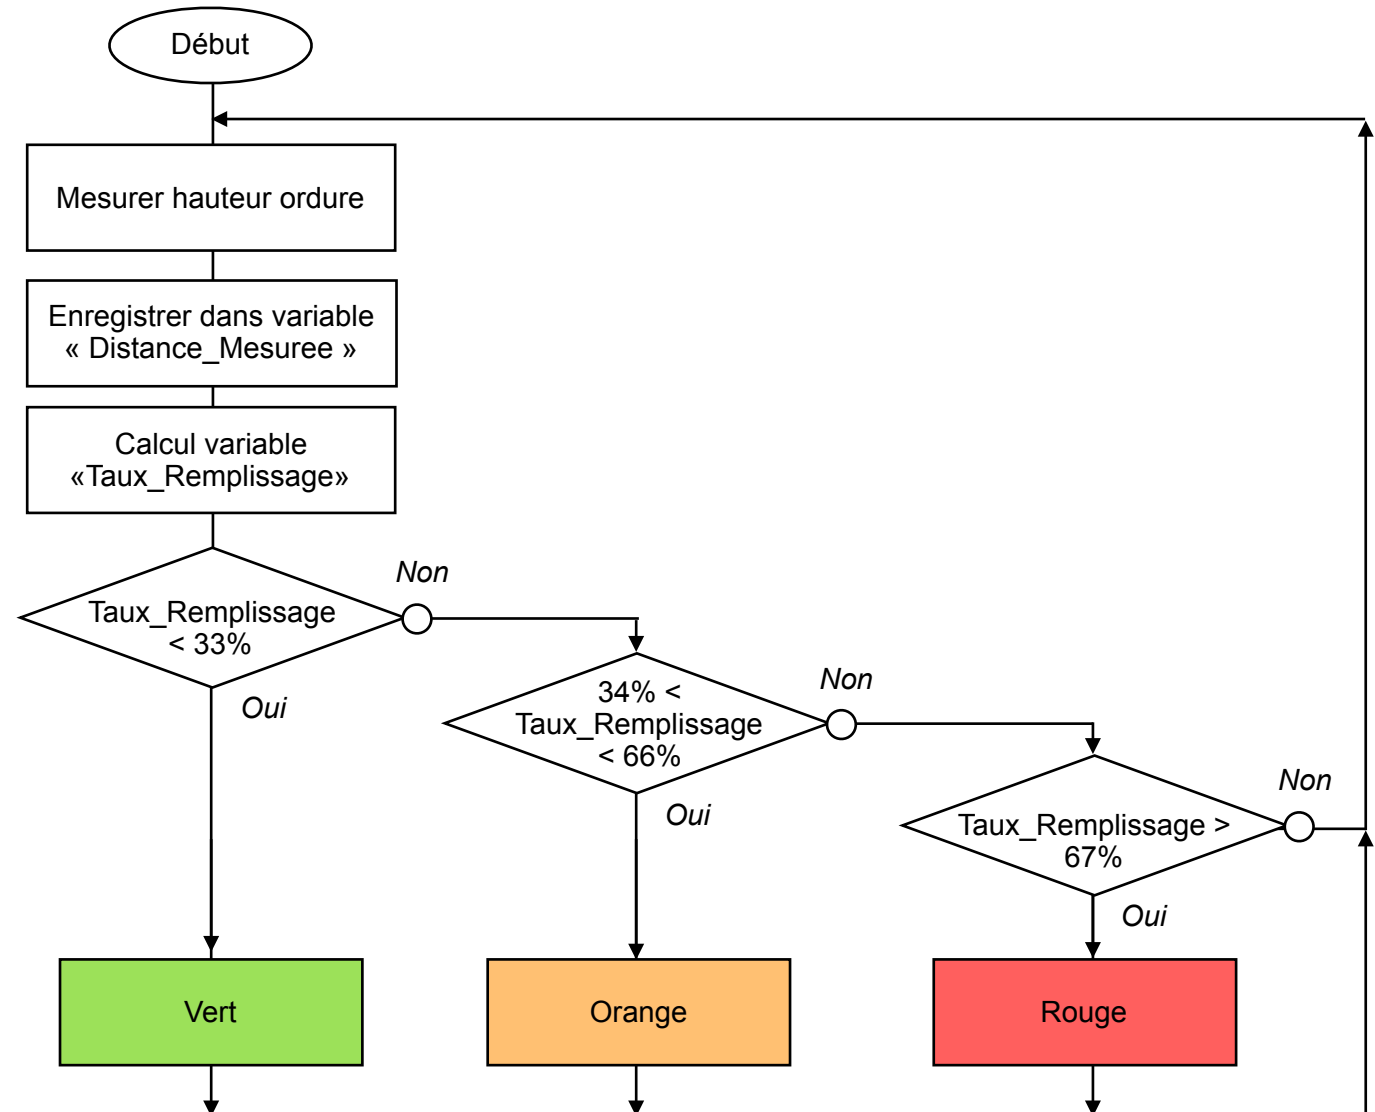 Début
Mesurer hauteur ordure
Enregistrer dans variable
« Distance_Mesuree »
Calcul variable
«Taux_Remplissage»
Non
Taux_Remplissage
< 33%
Oui
Non
34% <
Taux_Remplissage
< 66%
Oui
Non
Taux_Remplissage >
67%
Oui
Vert
Orange
Rouge